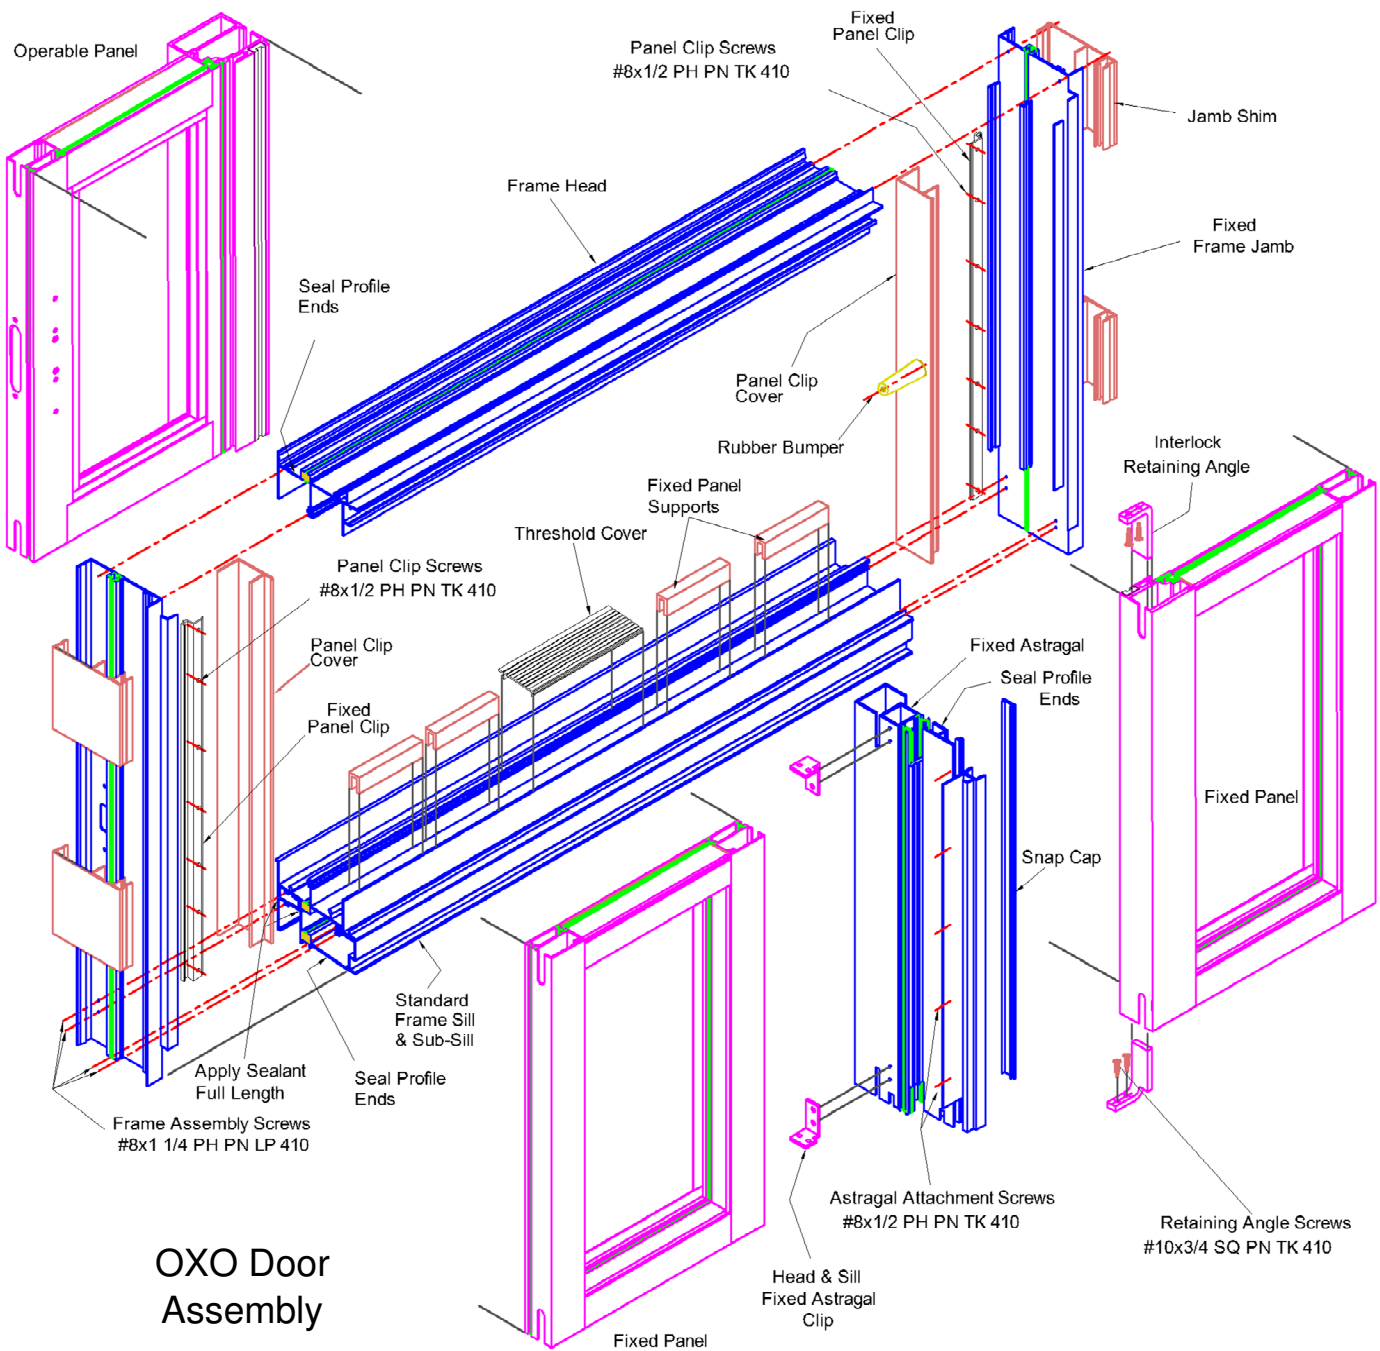 Operable Panel
Panel Clip Screws
#8x1/2 PH PN TK 410
Fixed
Panel Clip
Jamb Shim
Frame Head
Fixed
Frame Jamb
Seal Profile
Ends
Panel Clip
Cover
Rubber Bumper
Interlock
Retaining Angle
Fixed Panel
Supports
Threshold Cover
Panel Clip Screws
#8x1/2 PH PN TK 410
Panel Clip
Cover
Fixed
Panel Clip
Fixed Astragal
Seal Profile
Ends
Fixed Panel
Snap Cap
Standard
Frame Sill
& Sub-Sill
Apply Sealant
Full Length
Seal Profile
Ends
Frame Assembly Screws
#8x1 1/4 PH PN LP 410
Astragal Attachment Screws
#8x1/2 PH PN TK 410
Retaining Angle Screws
#10x3/4 SQ PN TK 410
Head & Sill
Fixed Astragal
Clip
OXO Door
Assembly
Fixed Panel